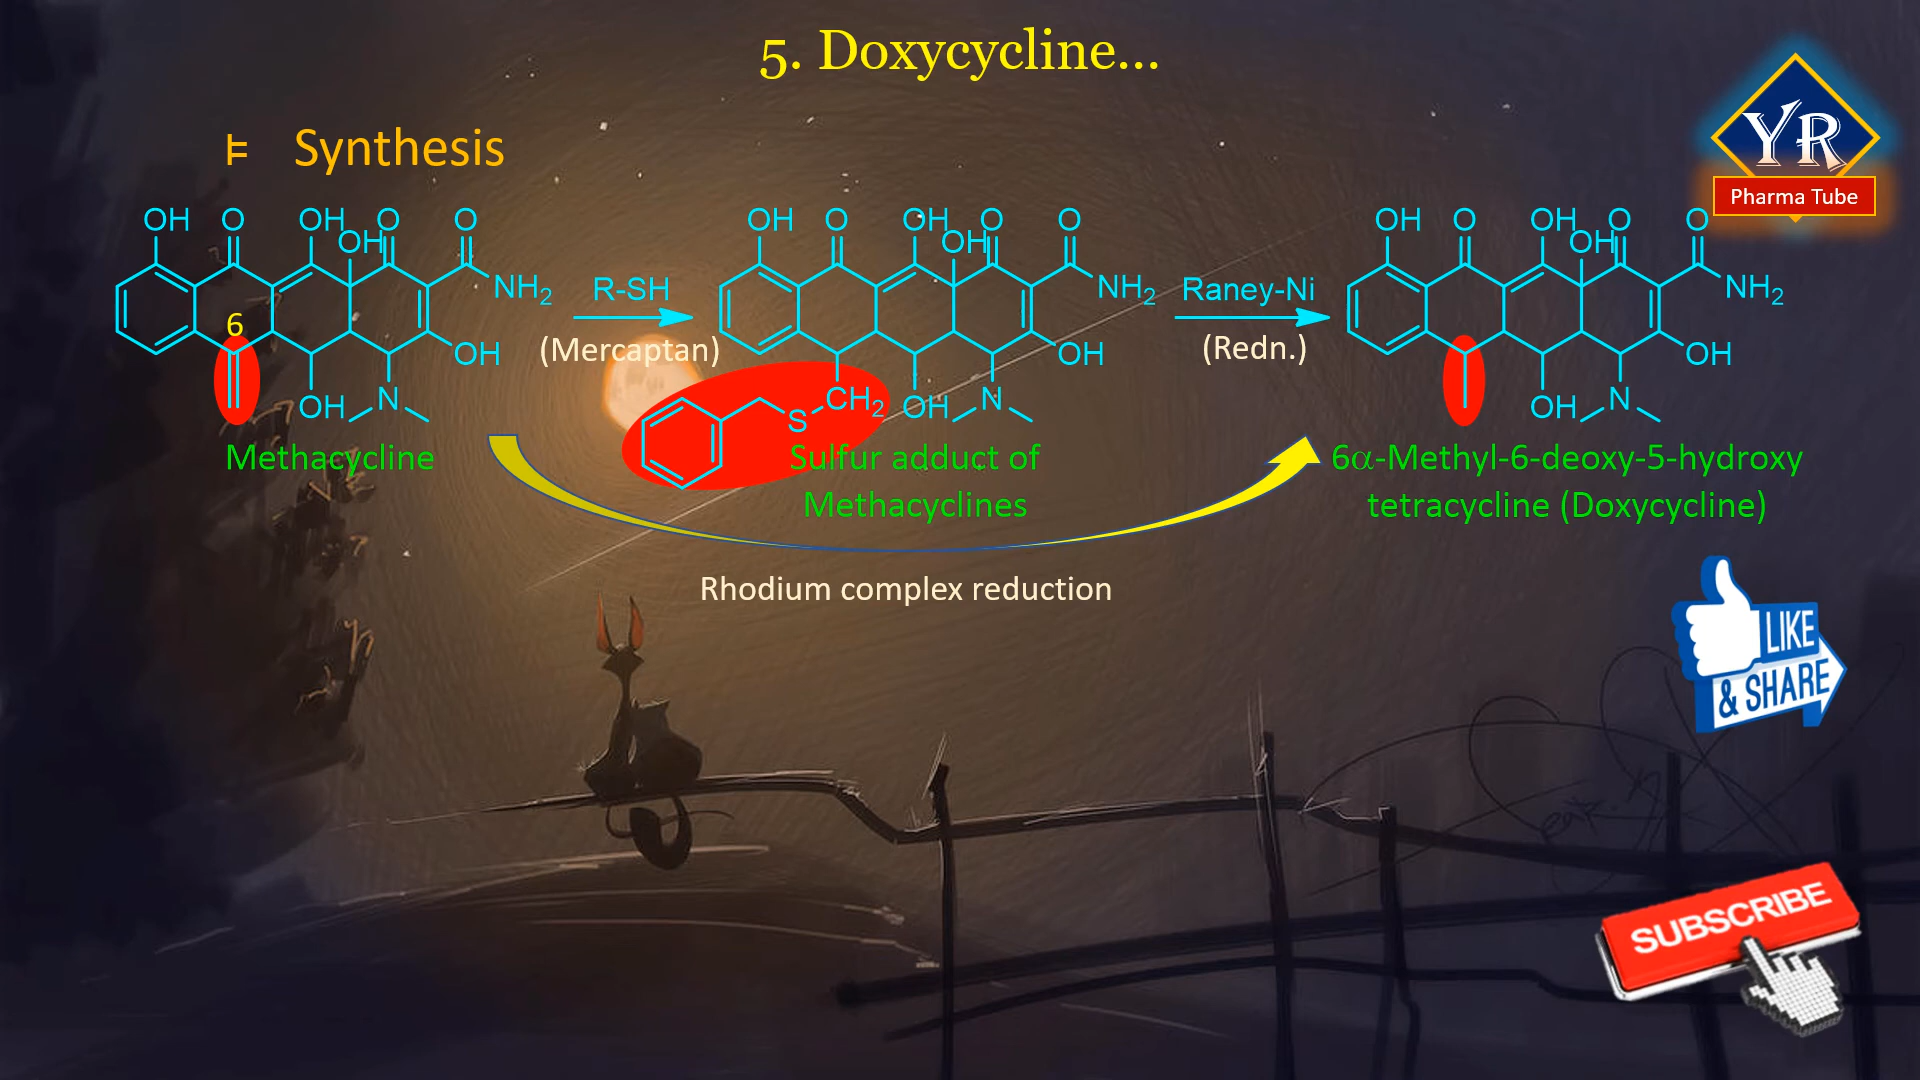 5. Doxycycline...
YR
Pharma Tube
Synthesis
OH O OH OH O O NH2
6
OH OH N
Methacycline
R-SH
(Mercaptan)
OH O OH OH O O NH2
OH
CH2 S OH N
Sulfur adduct of
Methacyclines
Raney-Ni
(Redn.)
OH O OH OH O O NH2
OH
OH N
6α-Methyl-6-deoxy-5-hydroxy
tetracycline (Doxycycline)
Rhodium complex reduction
LIKE
& SHARE
SUBSCRIBE